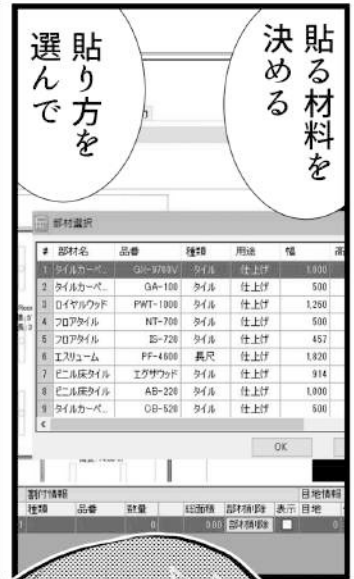 貼る材料を
決める
貼り方を
選んで
部材選択
# 部材名 品番 種類 用途 幅
1 タイルカーペ... GX-9700V タイル 仕上げ 1,000
2 タイルカーペ... GA-100 タイル 仕上げ 500
3 ロイヤルウッド PWT-1000 タイル 仕上げ 1,260
4 フロアタイル NT-700 タイル 仕上げ 500
5 フロアタイル IS-720 タイル 仕上げ 457
6 エスリューム PF-4600 長尺 仕上げ 1,820
7 ビニル床タイル エグザウッド タイル 仕上げ 914
8 ビニル床タイル AB-220 タイル 仕上げ 1,000
9 タイルカーペ... OB-520 タイル 仕上げ 500
OK
割付情報 目地情報
種類 品番 数量 総面積 部材削除 表示 目地
1 0 0.00 部材削除 0